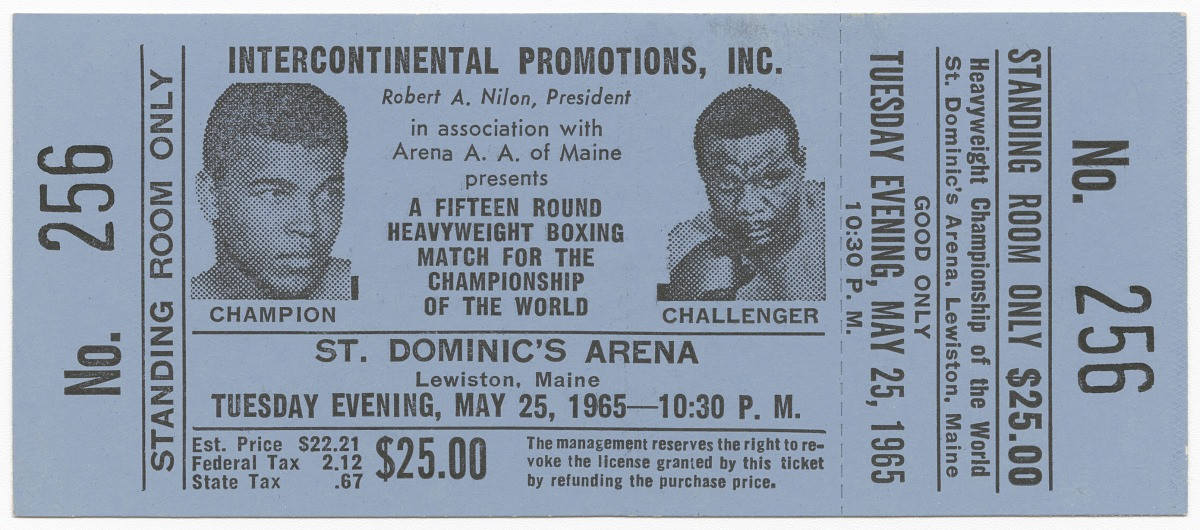 No. 256
STANDING ROOM ONLY
INTERCONTINENTAL PROMOTIONS, INC.
Robert A. Nilon, President
in association with
Arena A. A. of Maine
presents
A FIFTEEN ROUND
HEAVYWEIGHT BOXING
MATCH FOR THE
CHAMPIONSHIP
OF THE WORLD
CHAMPION
CHALLENGER
ST. DOMINIC'S ARENA
Lewiston, Maine
TUESDAY EVENING, MAY 25, 1965—10:30 P. M.
Est. Price $22.21
Federal Tax 2.12
State Tax .67
$25.00
The management reserves the right to re-
voke the license granted by this ticket
by refunding the purchase price.
No. 256
STANDING ROOM ONLY $25.00
Heavyweight Championship of the World
St. Dominic's Arena, Lewiston, Maine
GOOD ONLY
TUESDAY EVENING, MAY 25, 1965
10:30 P. M.